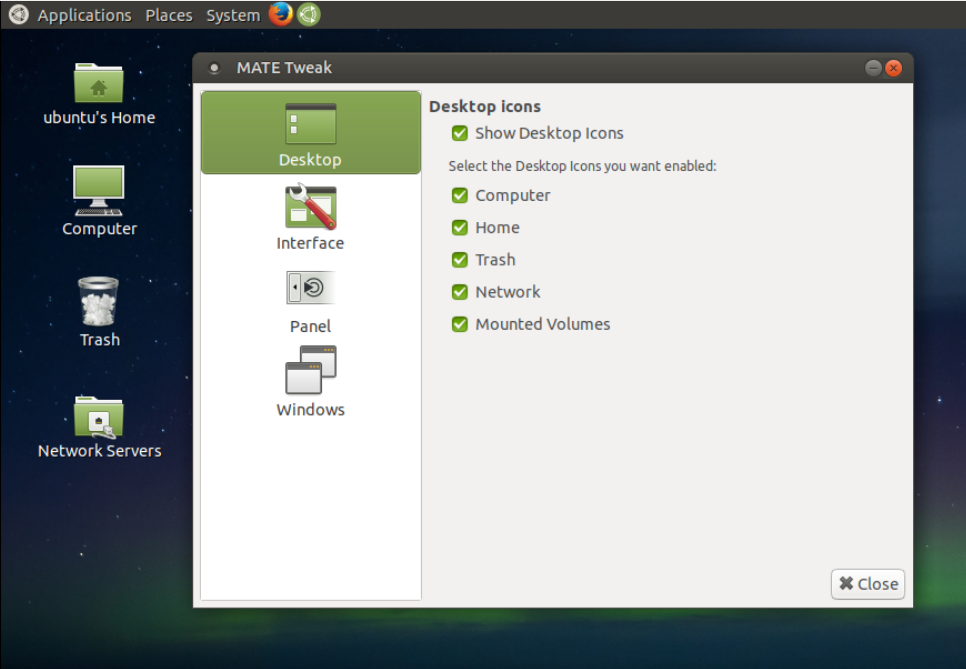 Applications Places System
ubuntu's Home
Computer
Trash
Network Servers
MATE Tweak
Desktop
Interface
Panel
Windows
Desktop icons
Show Desktop Icons
Select the Desktop Icons you want enabled:
Computer
Home
Trash
Network
Mounted Volumes
Close